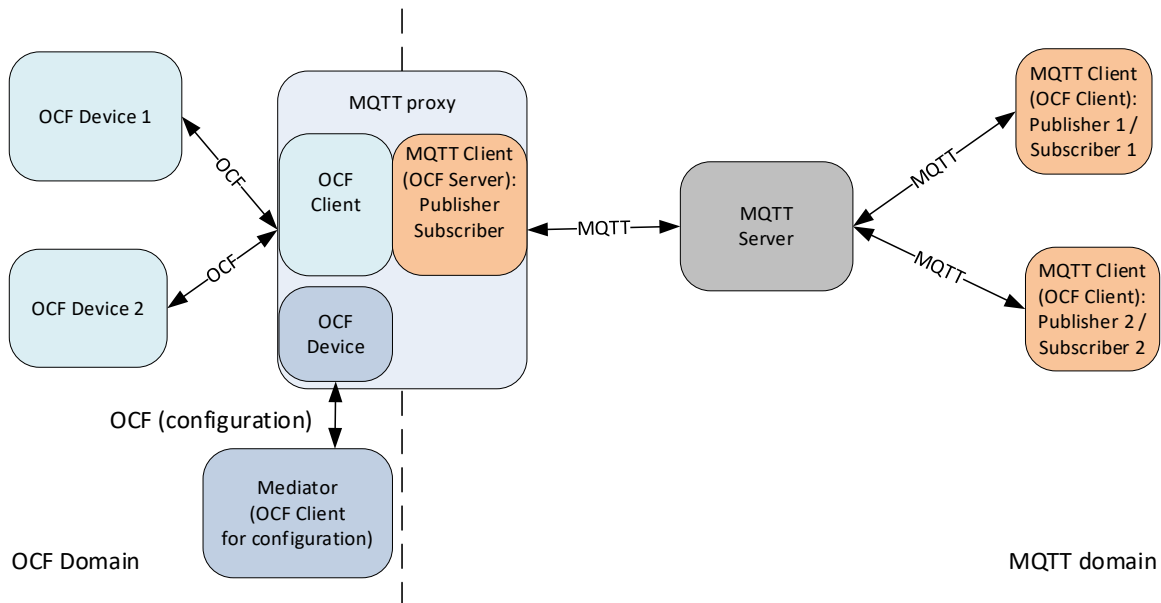 OCF Device 1
OCF
OCF Device 2
OCF
MQTT proxy
OCF
Client
MQTT Client
(OCF Server):
Publisher
Subscriber
OCF
Device
OCF (configuration)
Mediator
(OCF Client
for configuration)
OCF Domain
MQTT
MQTT
Server
MQTT
MQTT Client
(OCF Client):
Publisher 1 /
Subscriber 1
MQTT
MQTT Client
(OCF Client):
Publisher 2 /
Subscriber 2
MQTT domain